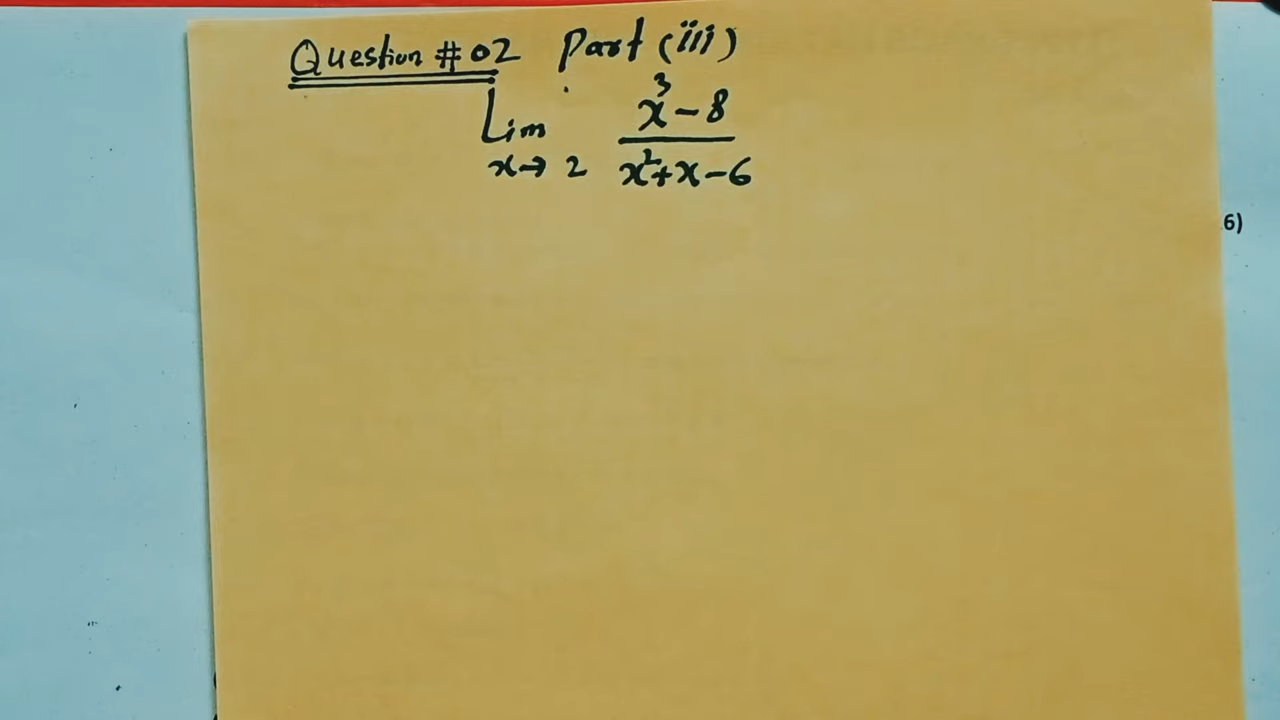 Question #02 Part (iii)
Lim x³-8
x→2 x²+x-6
6)